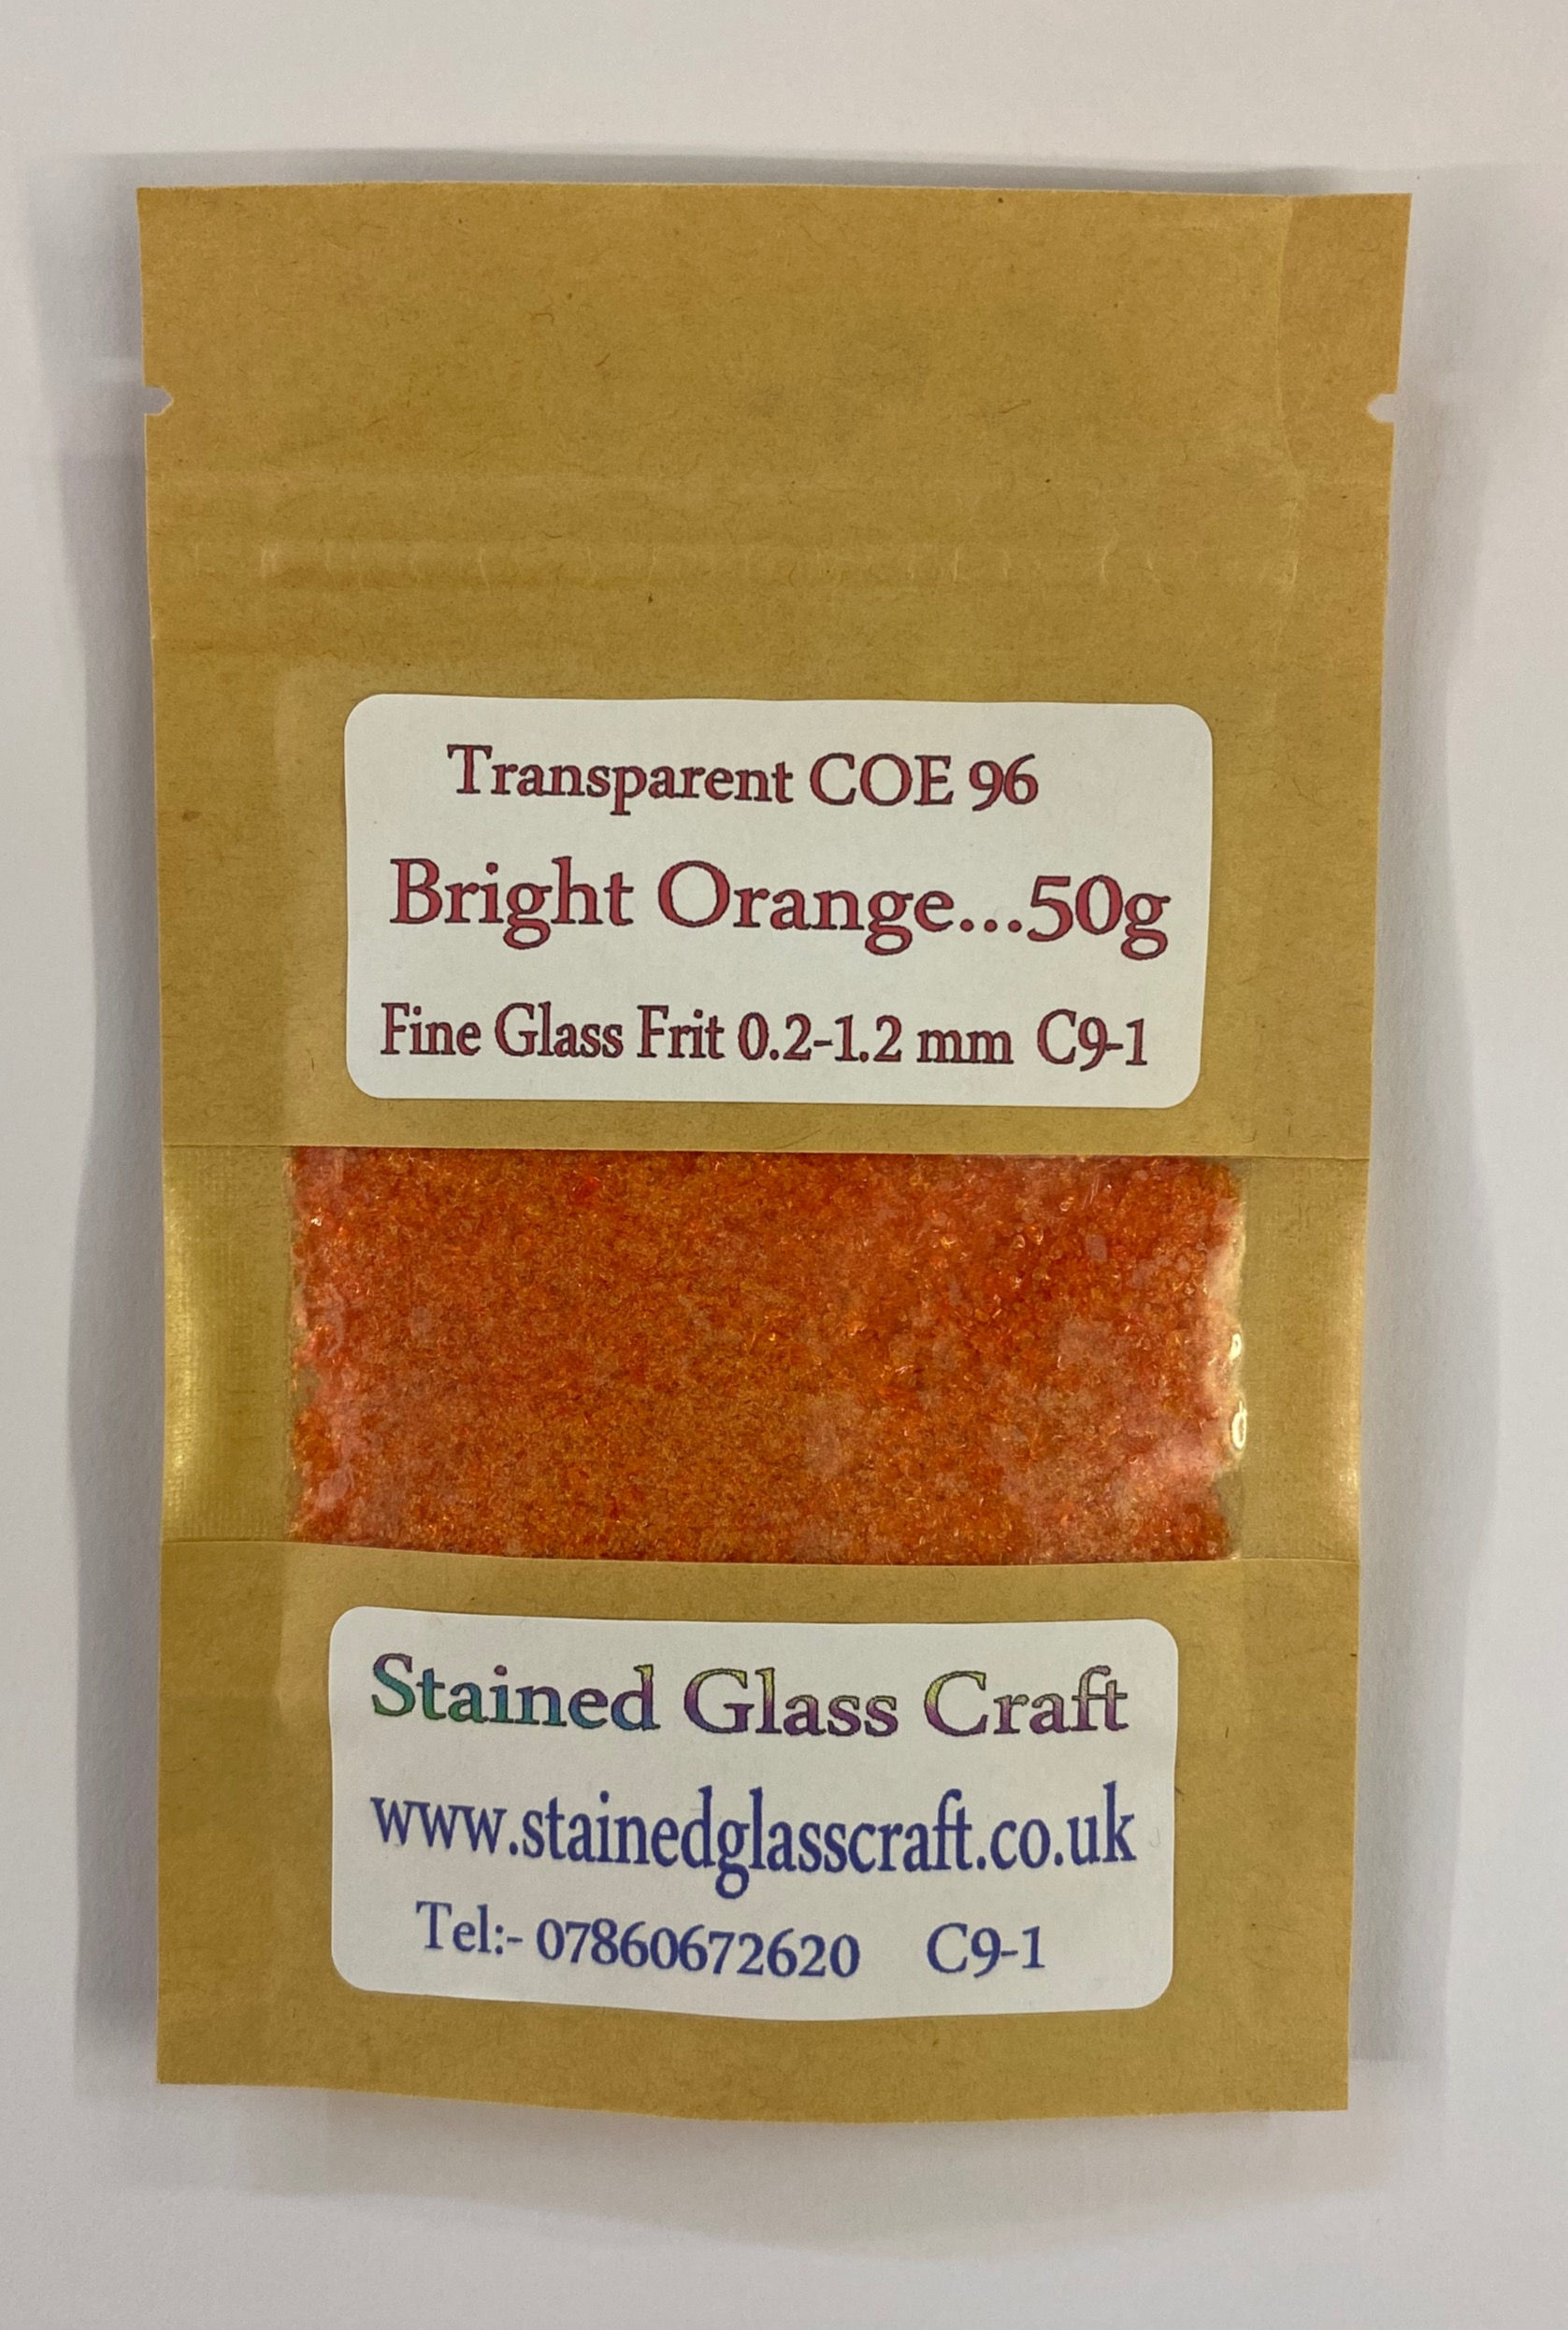 Transparent COE 96
Bright Orange...50g
Fine Glass Frit 0.2-1.2 mm C9-1
Stained Glass Craft
www.stainedglasscraft.co.uk
Tel:- 07860672620 C9-1